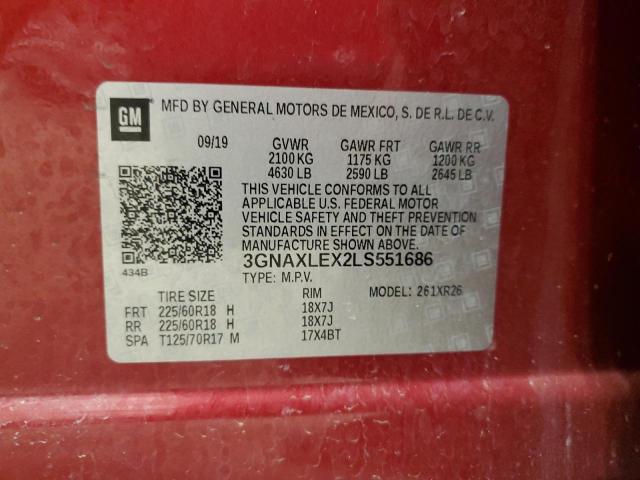 GM
MFD BY GENERAL MOTORS DE MEXICO, S. DE R.L. DE C.V.
09/19 GVWR GAWR FRT GAWR RR
2100 KG 1175 KG 1200 KG
4630 LB 2590 LB 2645 LB
THIS VEHICLE CONFORMS TO ALL
APPLICABLE U.S. FEDERAL MOTOR
VEHICLE SAFETY AND THEFT PREVENTION
STANDARDS IN EFFECT ON THE DATE OF
MANUFACTURE SHOWN ABOVE.
434B
3GNAXLEX2LS551686
TYPE: M.P.V. MODEL: 261XR26
TIRE SIZE RIM
FRT 225/60R18 H 18X7J
RR 225/60R18 H 18X7J
SPA T125/70R17 M 17X4BT